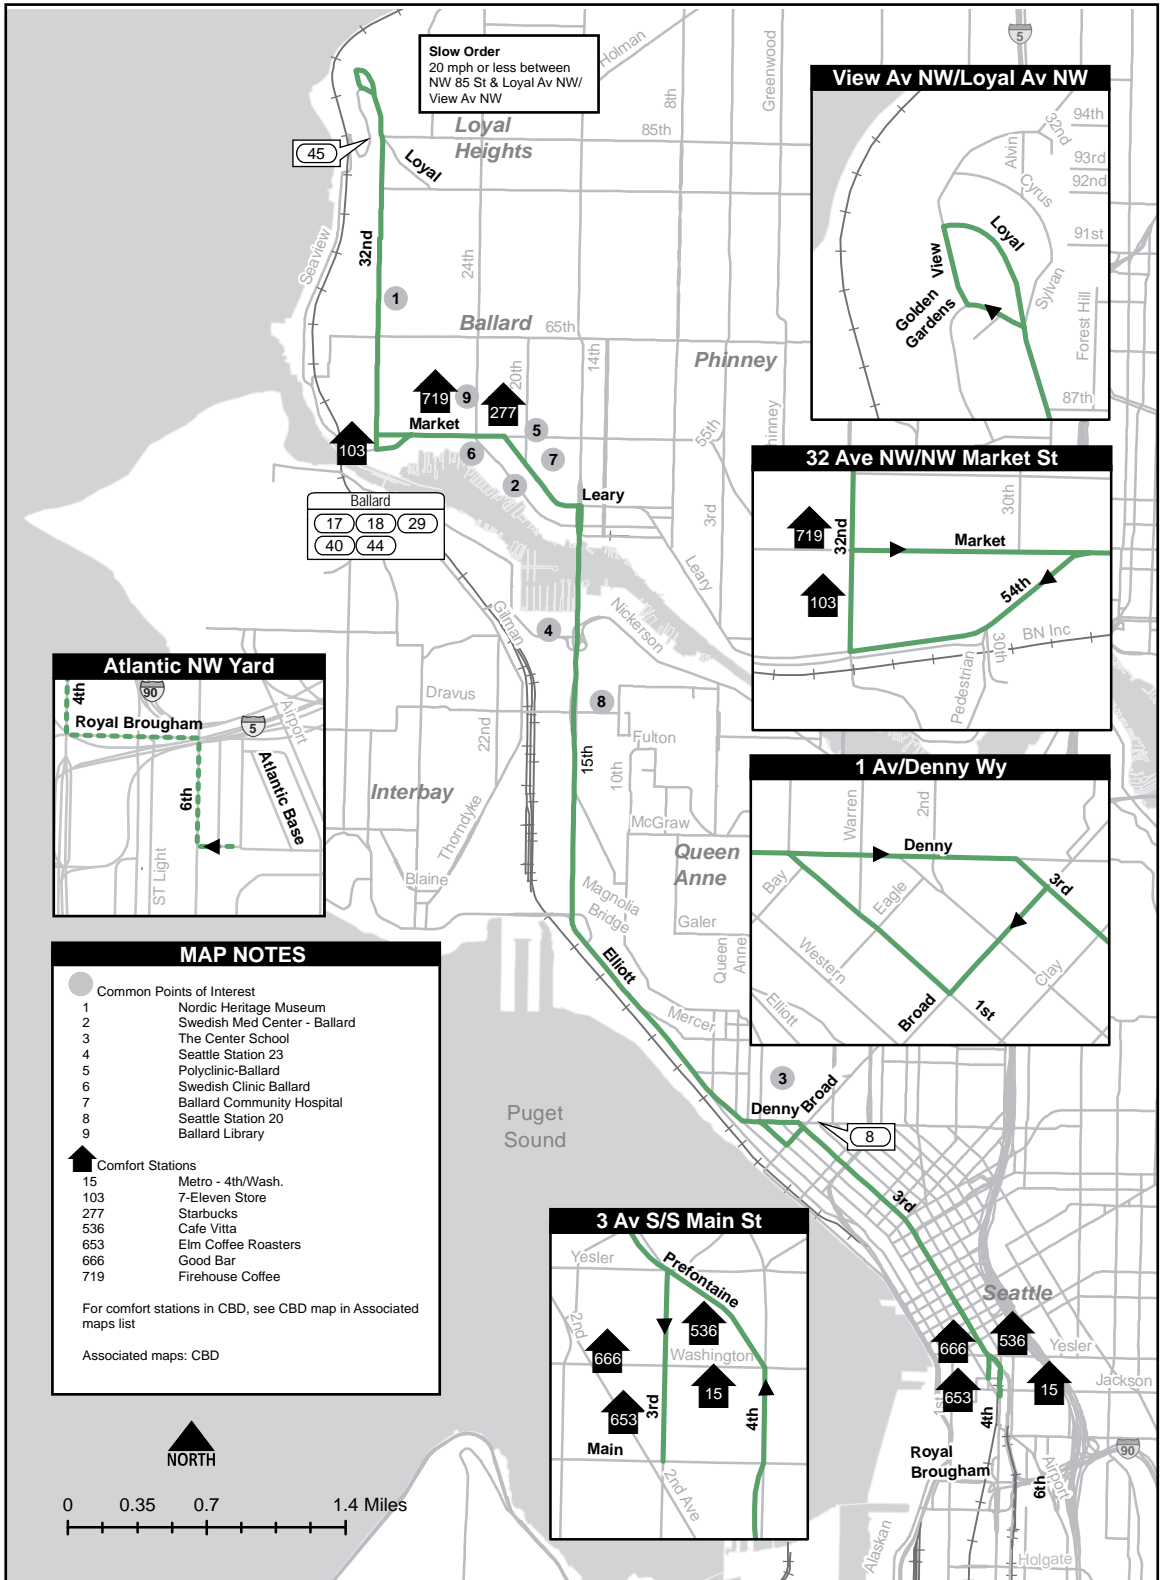 Slow Order
20 mph or less between
NW 85 St & Loyal Av NW/
View Av NW
Holman
8th
Greenwood
5
Loyal
Heights
85th
45
Loyal
32nd
Seaview
24th
1
Ballard
65th
20th
14th
Phinney
Phinney
719
9
277
Market
5
103
6
7
55th
2
Leary
3rd
Leary
Ballard
17
18
29
40
44
Gilman
4
Nickerson
Dravus
22nd
8
Fulton
15th
10th
Interbay
Thorndyke
McGraw
Queen
Anne
Blaine
Magnolia
Bridge
Galer
Queen
Anne
Elliott
Mercer
3
Denny
Broad
8
Puget
Sound
3rd
Seattle
666
536
Yesler
653
15
Jackson
1st
4th
Royal
Brougham
6th
Airport
90
Alaskan
Holgate
View Av NW/Loyal Av NW
94th
32nd
Alvin
93rd
92nd
Cyrus
91st
Loyal
View
Sylvan
Golden
Gardens
Forest Hill
87th
32 Ave NW/NW Market St
30th
719
32nd
Market
103
54th
BN Inc
30th
Pedestrian
1 Av/Denny Wy
Warren
2nd
Denny
Bay
Eagle
3rd
Western
Clay
Elliott
Broad
1st
Atlantic NW Yard
4th
90
Royal Brougham
5
Airport
6th
Atlantic Base
ST Light
MAP NOTES
Common Points of Interest
1 Nordic Heritage Museum
2 Swedish Med Center - Ballard
3 The Center School
4 Seattle Station 23
5 Polyclinic-Ballard
6 Swedish Clinic Ballard
7 Ballard Community Hospital
8 Seattle Station 20
9 Ballard Library
Comfort Stations
15 Metro - 4th/Wash.
103 7-Eleven Store
277 Starbucks
536 Cafe Vitta
653 Elm Coffee Roasters
666 Good Bar
719 Firehouse Coffee
For comfort stations in CBD, see CBD map in Associated
maps list
Associated maps: CBD
NORTH
0 0.35 0.7 1.4 Miles
3 Av S/S Main St
Yesler
Prefontaine
2nd
536
666
Washington
15
653
3rd
4th
Main
2nd Ave